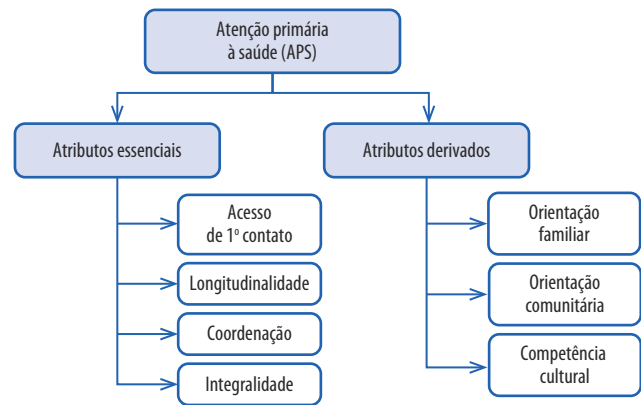 Atenção primária
à saúde (APS)
Atributos essenciais
Atributos derivados
Acesso
de 1º contato
Longitudinalidade
Coordenação
Integralidade
Orientação
familiar
Orientação
comunitária
Competência
cultural